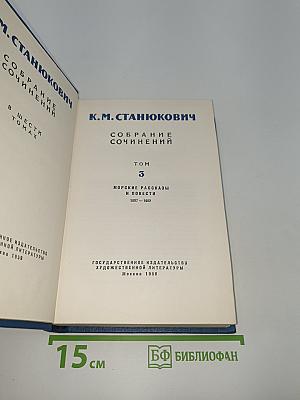 К. М. СТАНЮКОВИЧ
СОБРАНИЕ
СОЧИНЕНИЙ
В ШЕСТИ
ТОМАХ
К. М. СТАНЮКОВИЧ
СОБРАНИЕ
СОЧИНЕНИЙ
ТОМ
3
МОРСКИЕ РАССКАЗЫ
И ПОВЕСТИ
ГОСУДАРСТВЕННОЕ ИЗДАТЕЛЬСТВО
ХУДОЖЕСТВЕННОЙ ЛИТЕРАТУРЫ
Москва 1958
15 см
БФ БИБЛИОФАН